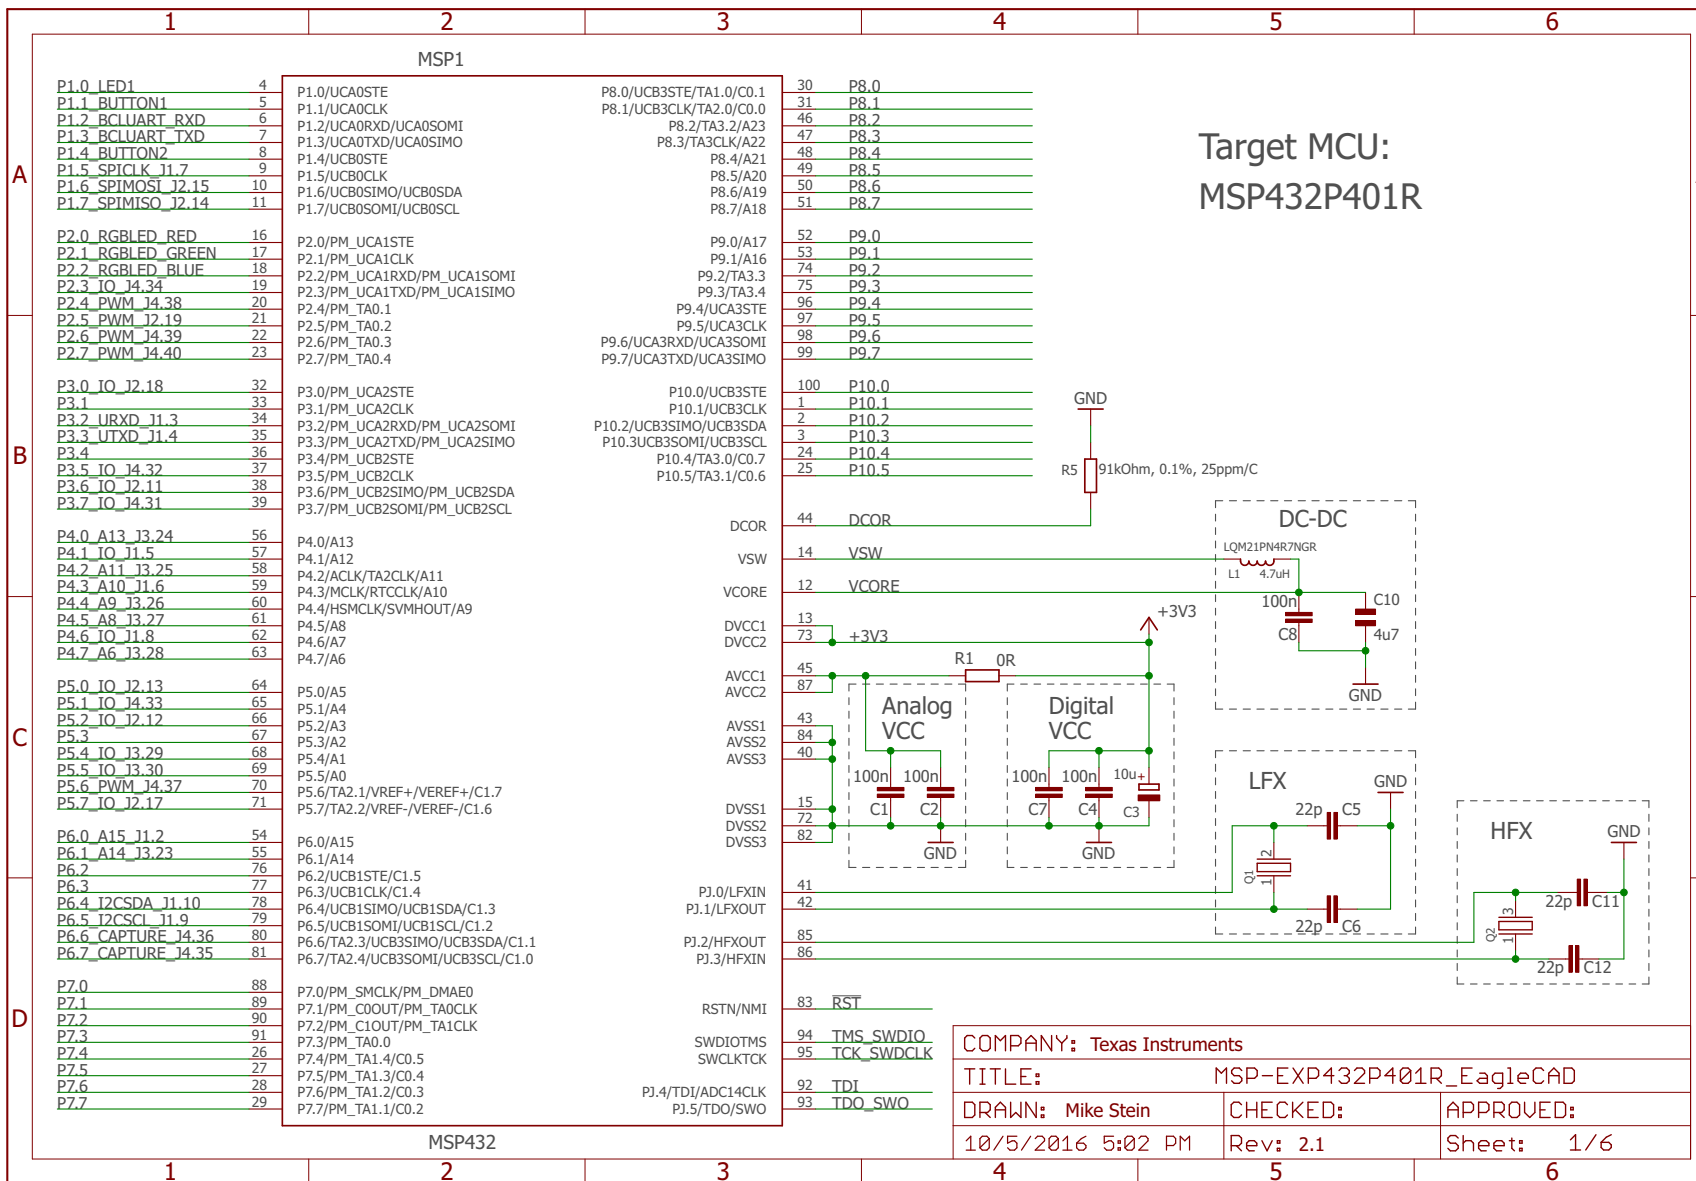 1 2 3 4 5 6
A
B
C
D
MSP1
P1.0_LED1 4 P1.0/UCA0STE
P1.1_BUTTON1 5 P1.1/UCA0CLK
P1.2_BCLUART_RXD 6 P1.2/UCA0RXD/UCA0SOMI
P1.3_BCLUART_TXD 7 P1.3/UCA0TXD/UCA0SIMO
P1.4_BUTTON2 8 P1.4/UCB0STE
P1.5_SPICLK_J1.7 9 P1.5/UCB0CLK
P1.6_SPIMOSI_J2.15 10 P1.6/UCB0SIMO/UCB0SDA
P1.7_SPIMISO_J2.14 11 P1.7/UCB0SOMI/UCB0SCL
P2.0_RGBLED_RED 16 P2.0/PM_UCA1STE
P2.1_RGBLED_GREEN 17 P2.1/PM_UCA1CLK
P2.2_RGBLED_BLUE 18 P2.2/PM_UCA1RXD/PM_UCA1SOMI
P2.3_IO_J4.34 19 P2.3/PM_UCA1TXD/PM_UCA1SIMO
P2.4_PWM_J4.38 20 P2.4/PM_TA0.1
P2.5_PWM_J2.19 21 P2.5/PM_TA0.2
P2.6_PWM_J4.39 22 P2.6/PM_TA0.3
P2.7_PWM_J4.40 23 P2.7/PM_TA0.4
P3.0_IO_J2.18 32 P3.0/PM_UCA2STE
P3.1 33 P3.1/PM_UCA2CLK
P3.2_URXD_J1.3 34 P3.2/PM_UCA2RXD/PM_UCA2SOMI
P3.3_UTXD_J1.4 35 P3.3/PM_UCA2TXD/PM_UCA2SIMO
P3.4 36 P3.4/PM_UCB2STE
P3.5_IO_J4.32 37 P3.5/PM_UCB2CLK
P3.6_IO_J2.11 38 P3.6/PM_UCB2SIMO/PM_UCB2SDA
P3.7_IO_J4.31 39 P3.7/PM_UCB2SOMI/PM_UCB2SCL
P4.0_A13_J3.24 56 P4.0/A13
P4.1_IO_J1.5 57 P4.1/A12
P4.2_A11_J3.25 58 P4.2/ACLK/TA2CLK/A11
P4.3_A10_J1.6 59 P4.3/MCLK/RTCCLK/A10
P4.4_A9_J3.26 60 P4.4/HSMCLK/SVMHOUT/A9
P4.5_A8_J3.27 61 P4.5/A8
P4.6_IO_J1.8 62 P4.6/A7
P4.7_A6_J3.28 63 P4.7/A6
P5.0_IO_J2.13 64 P5.0/A5
P5.1_IO_J4.33 65 P5.1/A4
P5.2_IO_J2.12 66 P5.2/A3
P5.3 67 P5.3/A2
P5.4_IO_J3.29 68 P5.4/A1
P5.5_IO_J3.30 69 P5.5/A0
P5.6_PWM_J4.37 70 P5.6/TA2.1/VREF+/VEREF+/C1.7
P5.7_IO_J2.17 71 P5.7/TA2.2/VREF-/VEREF-/C1.6
P6.0_A15_J1.2 54 P6.0/A15
P6.1_A14_J3.23 55 P6.1/A14
P6.2 76 P6.2/UCB1STE/C1.5
P6.3 77 P6.3/UCB1CLK/C1.4
P6.4_I2CSDA_J1.10 78 P6.4/UCB1SIMO/UCB1SDA/C1.3
P6.5_I2CSCL_J1.9 79 P6.5/UCB1SOMI/UCB1SCL/C1.2
P6.6_CAPTURE_J4.36 80 P6.6/TA2.3/UCB3SIMO/UCB3SDA/C1.1
P6.7_CAPTURE_J4.35 81 P6.7/TA2.4/UCB3SOMI/UCB3SCL/C1.0
P7.0 88 P7.0/PM_SMCLK/PM_DMAE0
P7.1 89 P7.1/PM_C0OUT/PM_TA0CLK
P7.2 90 P7.2/PM_C1OUT/PM_TA1CLK
P7.3 91 P7.3/PM_TA0.0
P7.4 26 P7.4/PM_TA1.4/C0.5
P7.5 27 P7.5/PM_TA1.3/C0.4
P7.6 28 P7.6/PM_TA1.2/C0.3
P7.7 29 P7.7/PM_TA1.1/C0.2
P8.0/UCB3STE/TA1.0/C0.1 30 P8.0
P8.1/UCB3CLK/TA2.0/C0.0 31 P8.1
P8.2/TA3.2/A23 46 P8.2
P8.3/TA3CLK/A22 47 P8.3
P8.4/A21 48 P8.4
P8.5/A20 49 P8.5
P8.6/A19 50 P8.6
P8.7/A18 51 P8.7
P9.0/A17 52 P9.0
P9.1/A16 53 P9.1
P9.2/TA3.3 74 P9.2
P9.3/TA3.4 75 P9.3
P9.4/UCA3STE 96 P9.4
P9.5/UCA3CLK 97 P9.5
P9.6/UCA3RXD/UCA3SOMI 98 P9.6
P9.7/UCA3TXD/UCA3SIMO 99 P9.7
P10.0/UCB3STE 100 P10.0
P10.1/UCB3CLK 1 P10.1
P10.2/UCB3SIMO/UCB3SDA 2 P10.2
P10.3UCB3SOMI/UCB3SCL 3 P10.3
P10.4/TA3.0/C0.7 24 P10.4
P10.5/TA3.1/C0.6 25 P10.5
DCOR 44 DCOR
VSW 14 VSW
VCORE 12 VCORE
DVCC1 13
DVCC2 73 +3V3
AVCC1 45
AVCC2 87
AVSS1 43
AVSS2 84
AVSS3 40
DVSS1 15
DVSS2 72
DVSS3 82
PJ.0/LFXIN 41
PJ.1/LFXOUT 42
PJ.2/HFXOUT 85
PJ.3/HFXIN 86
RSTN/NMI 83 RST
SWDIOTMS 94 TMS_SWDIO
SWCLKTCK 95 TCK_SWDCLK
PJ.4/TDI/ADC14CLK 92 TDI
PJ.5/TDO/SWO 93 TDO_SWO
MSP432
Target MCU:
MSP432P401R
GND
R5 91kOhm, 0.1%, 25ppm/C
DC-DC
LQM21PN4R7NGR
L1 4.7uH
100n C10
C8 4u7
GND
+3V3
R1 0R
Analog
VCC
100n 100n
C1 C2
GND
Digital
VCC
100n 100n 10u+
C7 C4 C3
GND
LFX
GND
22p C5
Q1 2 1
22p C6
HFX
GND
22p C11
Q2 3 1
22p C12
COMPANY: Texas Instruments
TITLE: MSP-EXP432P401R_EagleCAD
DRAWN: Mike Stein CHECKED: APPROVED:
10/5/2016 5:02 PM Rev: 2.1 Sheet: 1/6
1 2 3 4 5 6